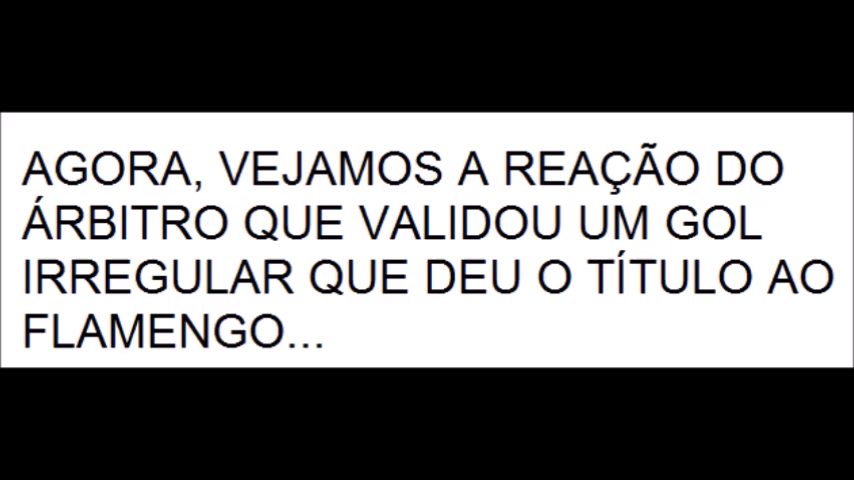 AGORA, VEJAMOS A REAÇÃO DO
ÁRBITRO QUE VALIDOU UM GOL
IRREGULAR QUE DEU O TÍTULO AO
FLAMENGO...